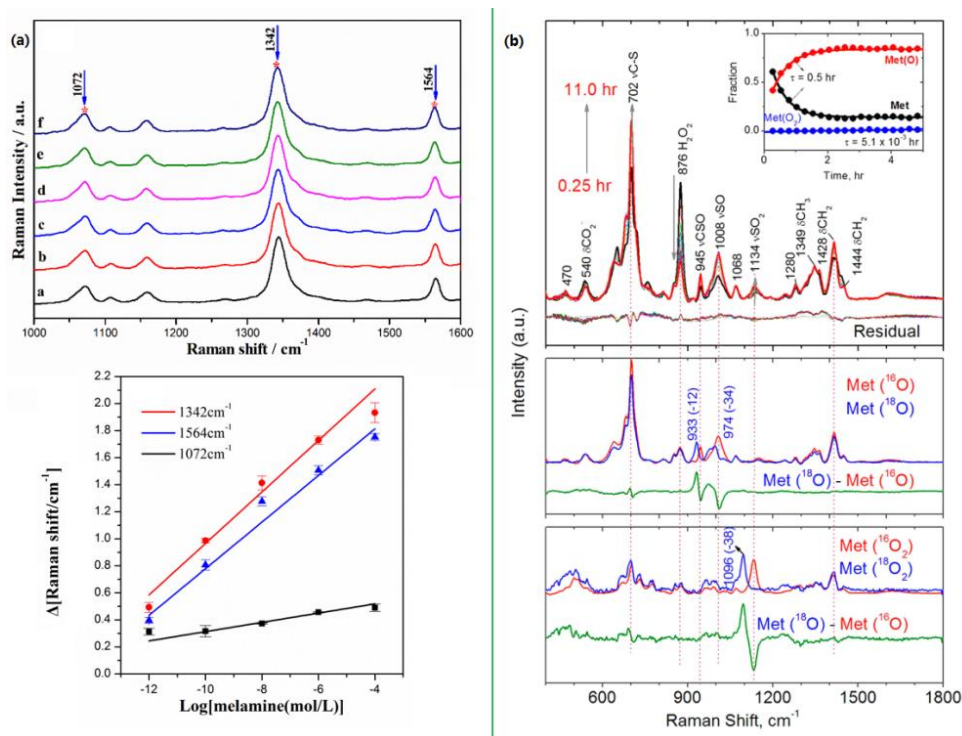 (a)
1072
1342
1564
f
e
d
c
b
a
Raman Intensity / a.u.
1000 1100 1200 1300 1400 1500 1600
Raman shift / cm⁻¹
2.2
2.0
1.8
1.6
1.4
1.2
1.0
0.8
0.6
0.4
0.2
0.0
1342cm⁻¹
1564cm⁻¹
1072cm⁻¹
Δ[Raman shift/cm⁻¹]
-12 -10 -8 -6 -4
Log[melamine(mol/L)]
(b)
11.0 hr
0.25 hr
470
540 δCO₂⁻
702 νC-S
876 H₂O₂
945 νCSO
1008 νSO
1068
1134 νSO₂
1280
1349 δCH₃
1428 δCH₂
1444 δCH₂
Residual
1.0
0.5
0.0
Fraction
Met(O)
τ = 0.5 hr
Met
Met(O₂)
τ = 5.1 x 10⁻³ hr
0 2 4
Time, hr
Intensity (a.u.)
933 (-12)
974 (-34)
Met (¹⁶O)
Met (¹⁸O)
Met (¹⁸O) - Met (¹⁶O)
1096 (-38)
Met (¹⁶O₂)
Met (¹⁸O₂)
Met (¹⁸O) - Met (¹⁶O)
600 900 1200 1500 1800
Raman Shift, cm⁻¹